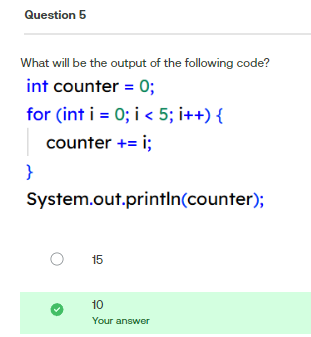 Question 5
What will be the output of the following code?
int counter = 0;
for (int i = 0; i < 5; i++) {
counter += i;
}
System.out.println(counter);
15
10
Your answer